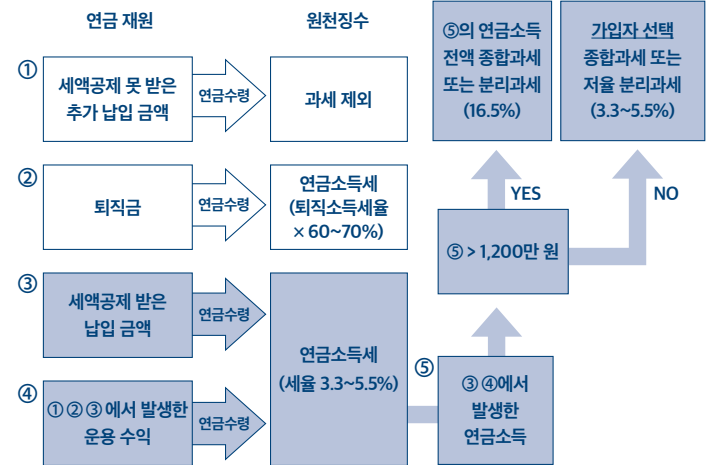 연금 재원
원천징수
①
세액공제 못 받은
추가 납입 금액
연금수령
과세 제외
②
퇴직금
연금수령
연금소득세
(퇴직소득세율
× 60~70%)
③
세액공제 받은
납입 금액
연금수령
④
①②③에서 발생한
운용 수익
연금수령
연금소득세
(세율 3.3~5.5%)
⑤
③④에서
발생한
연금소득
⑤ > 1,200만 원
YES
NO
⑤의 연금소득
전액 종합과세
또는 분리과세
(16.5%)
가입자 선택
종합과세 또는
저율 분리과세
(3.3~5.5%)